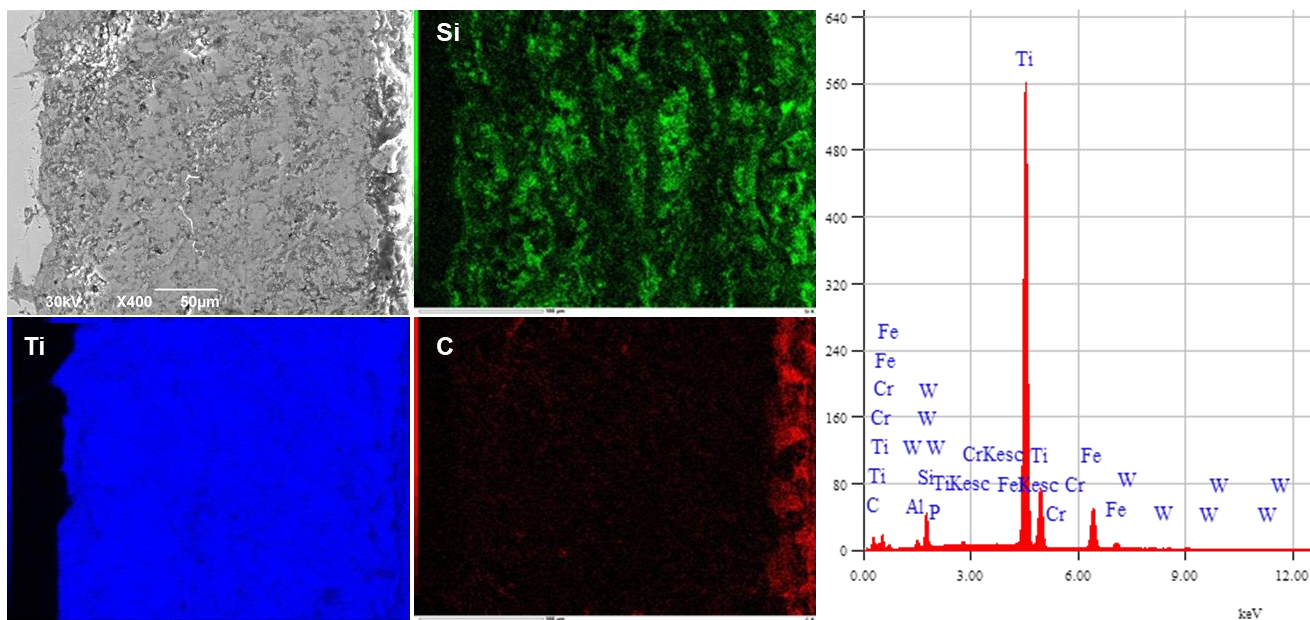 Si
30kV X400 50μm
Ti
C
640
560
480
400
320
240
160
80
0
Ti
Fe
Fe
Cr W
Cr W
Ti W W CrKesc Ti Fe
Ti Si TiKesc FeKesc Cr W W W
C Al P Cr Fe W W W
0.00 3.00 6.00 9.00 12.00
keV